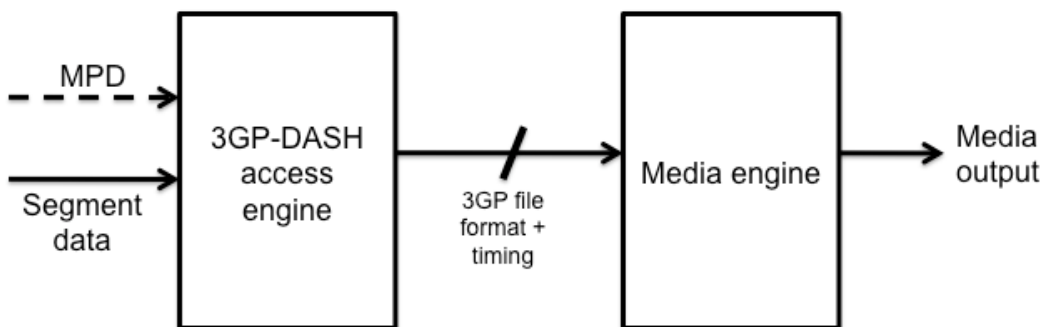 MPD
Segment
data
3GP-DASH
access
engine
3GP file
format +
timing
Media engine
Media
output